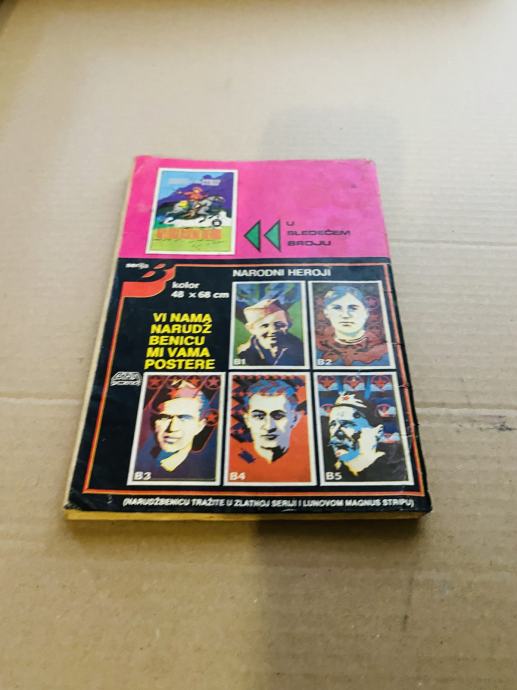 U
SLEDEĆEM
BROJU
serija
B
kolor
48 x 68 cm
NARODNI HEROJI
VI NAMA
NARUDŽ
BENICU
MI VAMA
POSTERE
B1
B2
B3
B4
B5
(NARUDŽBENICU TRAŽITE U ZLATNOJ SERIJI I LUNOVOM MAGNUS STRIPU)